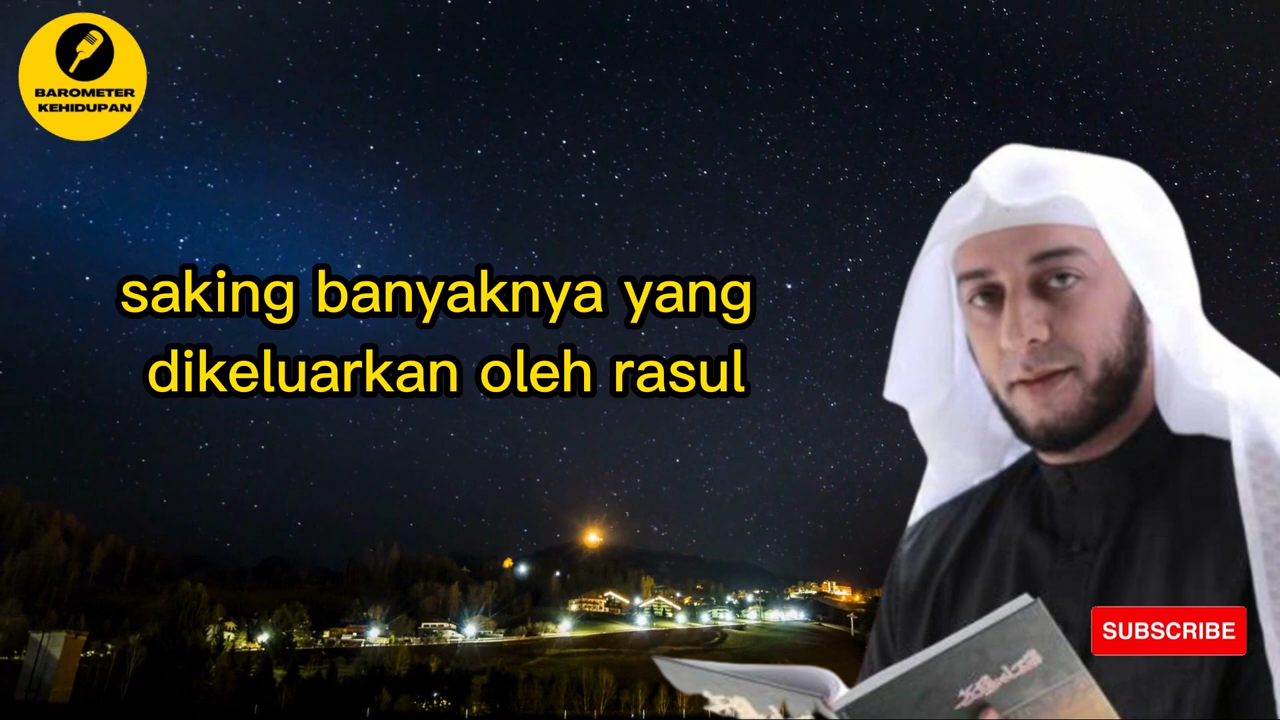 BAROMETER
KEHIDUPAN
saking banyaknya yang
dikeluarkan oleh rasul
SUBSCRIBE